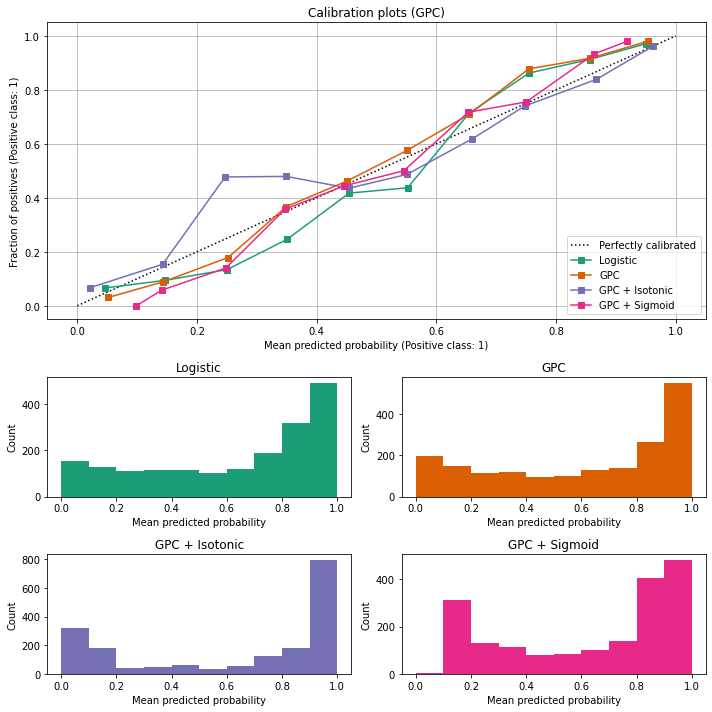 Calibration plots (GPC)
Fraction of positives (Positive class: 1)
1.0
0.8
0.6
0.4
0.2
0.0
Perfectly calibrated
Logistic
GPC
GPC + Isotonic
GPC + Sigmoid
0.0 0.2 0.4 0.6 0.8 1.0
Mean predicted probability (Positive class: 1)
Logistic
Count
400
200
0
0.0 0.2 0.4 0.6 0.8 1.0
Mean predicted probability
GPC
Count
400
200
0
0.0 0.2 0.4 0.6 0.8 1.0
Mean predicted probability
GPC + Isotonic
Count
800
600
400
200
0
0.0 0.2 0.4 0.6 0.8 1.0
Mean predicted probability
GPC + Sigmoid
Count
400
200
0
0.0 0.2 0.4 0.6 0.8 1.0
Mean predicted probability